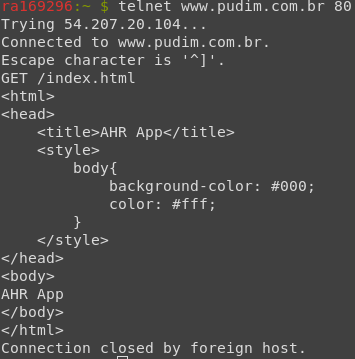 ra169296:~ $ telnet www.pudim.com.br 80
Trying 54.207.20.104...
Connected to www.pudim.com.br.
Escape character is '^]'.
GET /index.html
<html>
<head>
    <title>AHR App</title>
    <style>
        body{
            background-color: #000;
            color: #fff;
        }
    </style>
</head>
<body>
AHR App
</body>
</html>
Connection closed by foreign host.